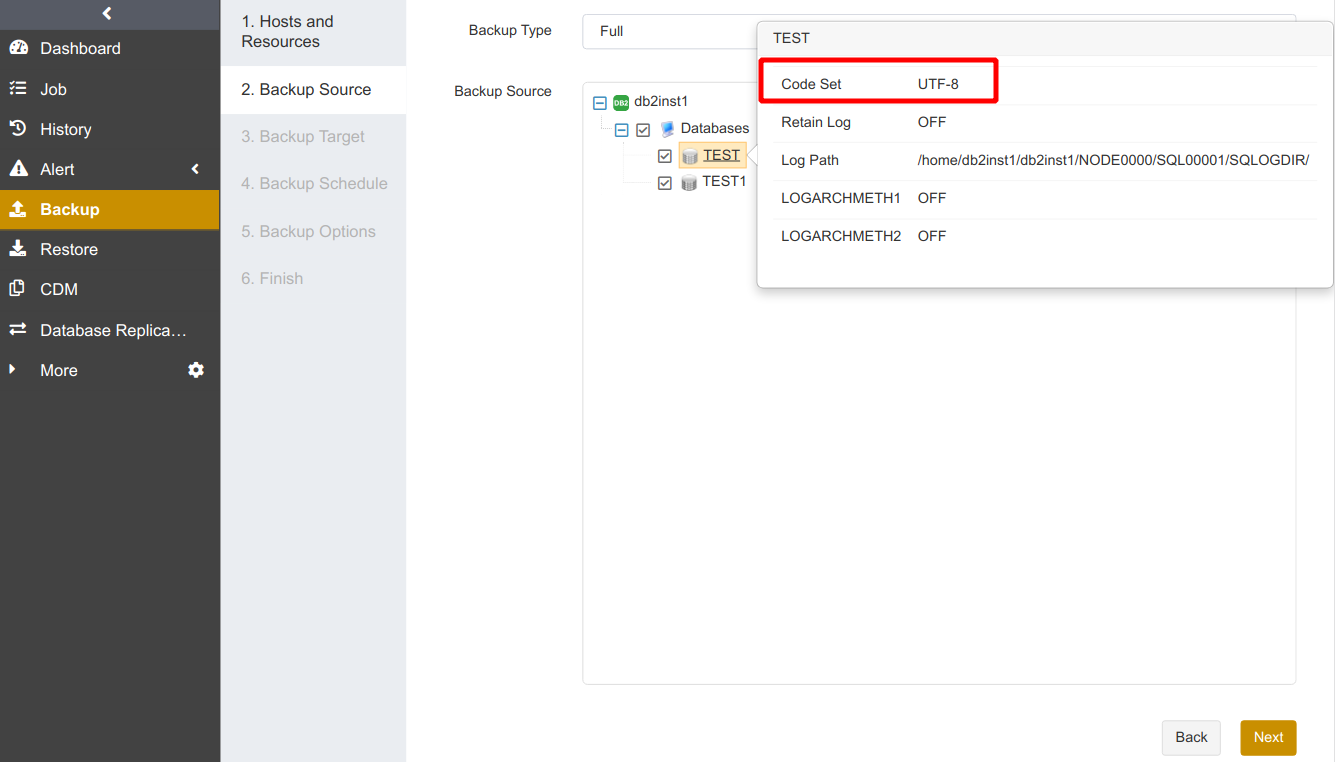 Dashboard
Job
History
Alert
Backup
Restore
CDM
Database Replica…
More
1. Hosts and
Resources
2. Backup Source
3. Backup Target
4. Backup Schedule
5. Backup Options
6. Finish
Backup Type
Full
Backup Source
DB2 db2inst1
Databases
TEST
TEST1
TEST
Code Set UTF-8
Retain Log OFF
Log Path /home/db2inst1/db2inst1/NODE0000/SQL00001/SQLOGDIR/
LOGARCHMETH1 OFF
LOGARCHMETH2 OFF
Back
Next